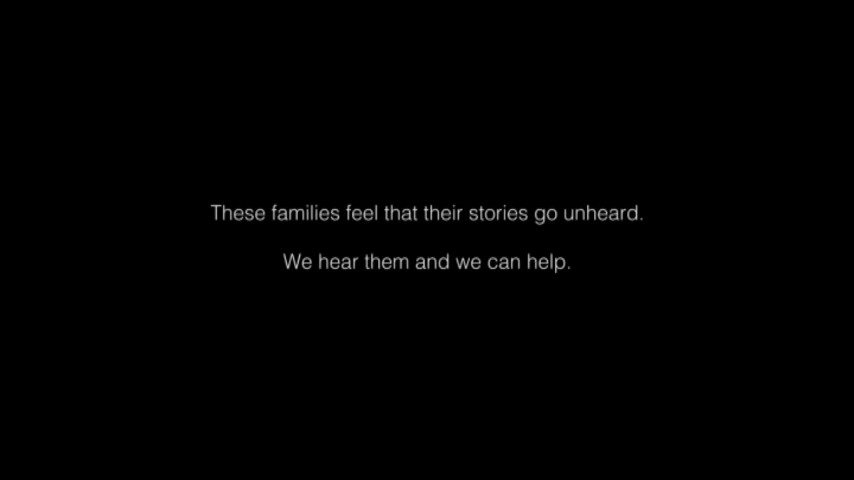 These families feel that their stories go unheard.
We hear them and we can help.